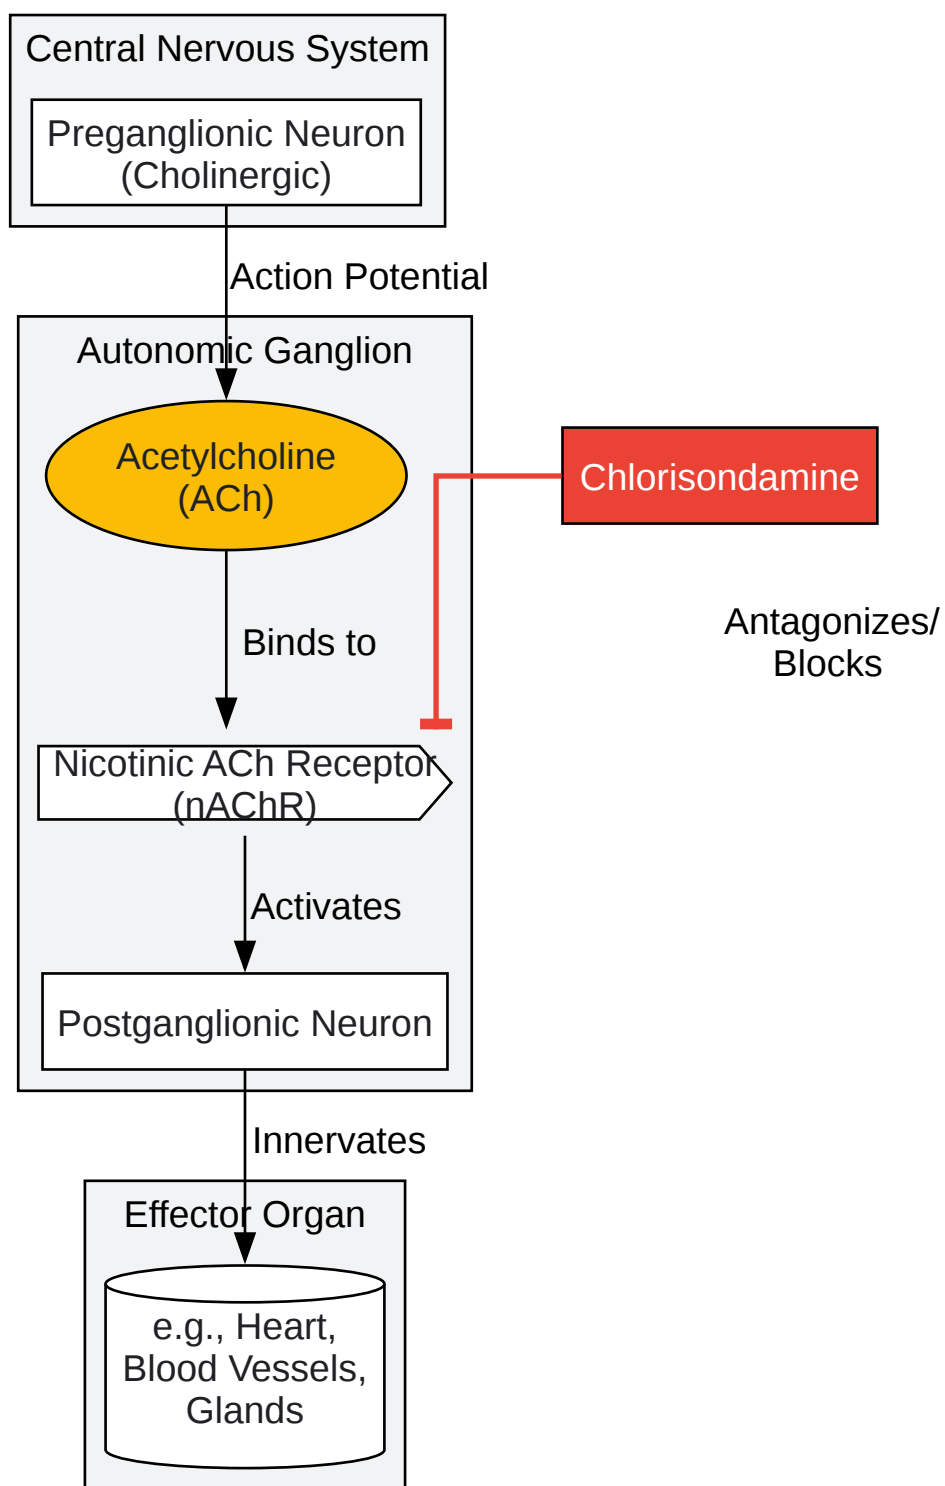 Central Nervous System
Preganglionic Neuron
(Cholinergic)
Action Potential
Autonomic Ganglion
Acetylcholine
(ACh)
Chlorisondamine
Antagonizes/
Blocks
Binds to
Nicotinic ACh Receptor
(nAChR)
Activates
Postganglionic Neuron
Innervates
Effector Organ
e.g., Heart,
Blood Vessels,
Glands